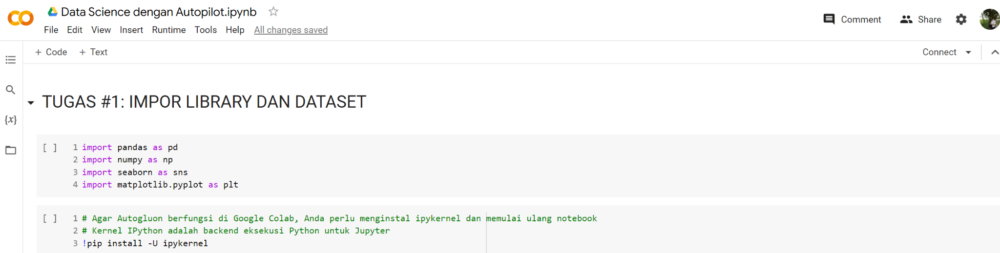 Data Science dengan Autopilot.ipynb
File Edit View Insert Runtime Tools Help All changes saved
Comment Share
+ Code + Text
Connect
{x}
TUGAS #1: IMPOR LIBRARY DAN DATASET
[ ] 1 import pandas as pd
2 import numpy as np
3 import seaborn as sns
4 import matplotlib.pyplot as plt
[ ] 1 # Agar Autogluon berfungsi di Google Colab, Anda perlu menginstal ipykernel dan memulai ulang notebook
2 # Kernel IPython adalah backend eksekusi Python untuk Jupyter
3 !pip install -U ipykernel